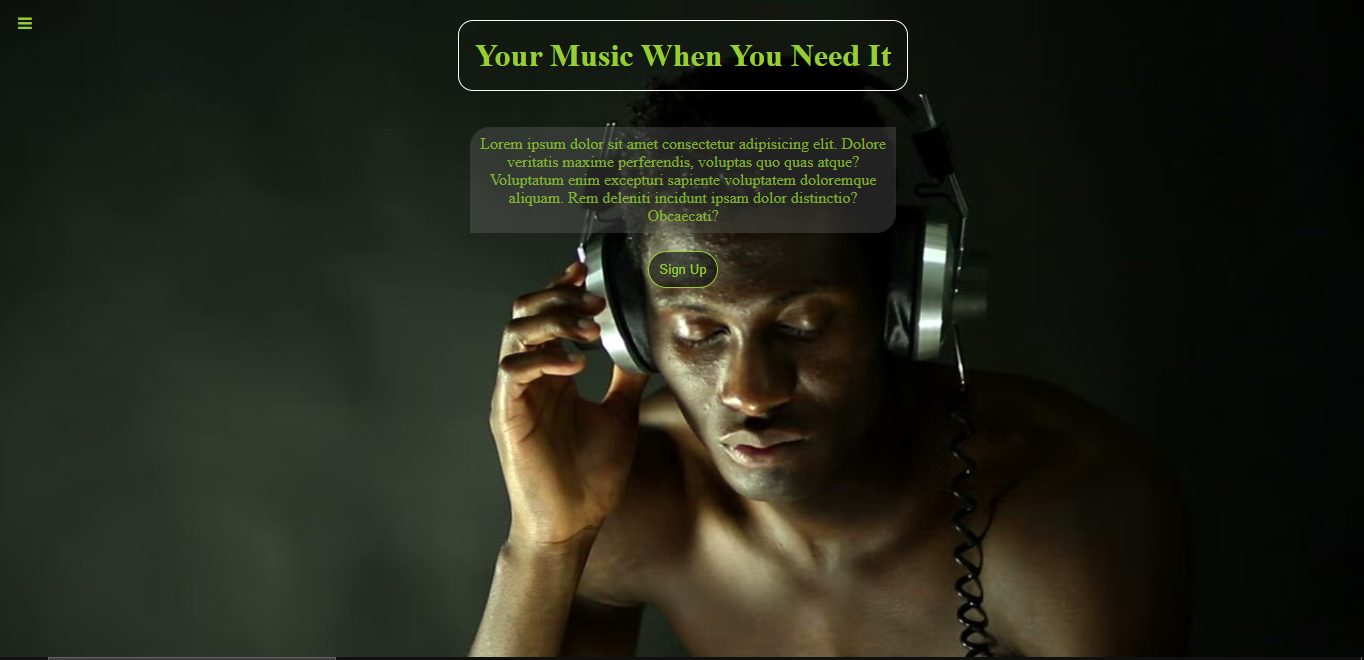 Your Music When You Need It
Lorem ipsum dolor sit amet consectetur adipisicing elit. Dolore
veritatis maxime perferendis, voluptas quo quas atque?
Voluptatum enim excepturi sapiente voluptatem doloremque
aliquam. Rem deleniti incidunt ipsam dolor distinctio?
Obcaecati?
Sign Up